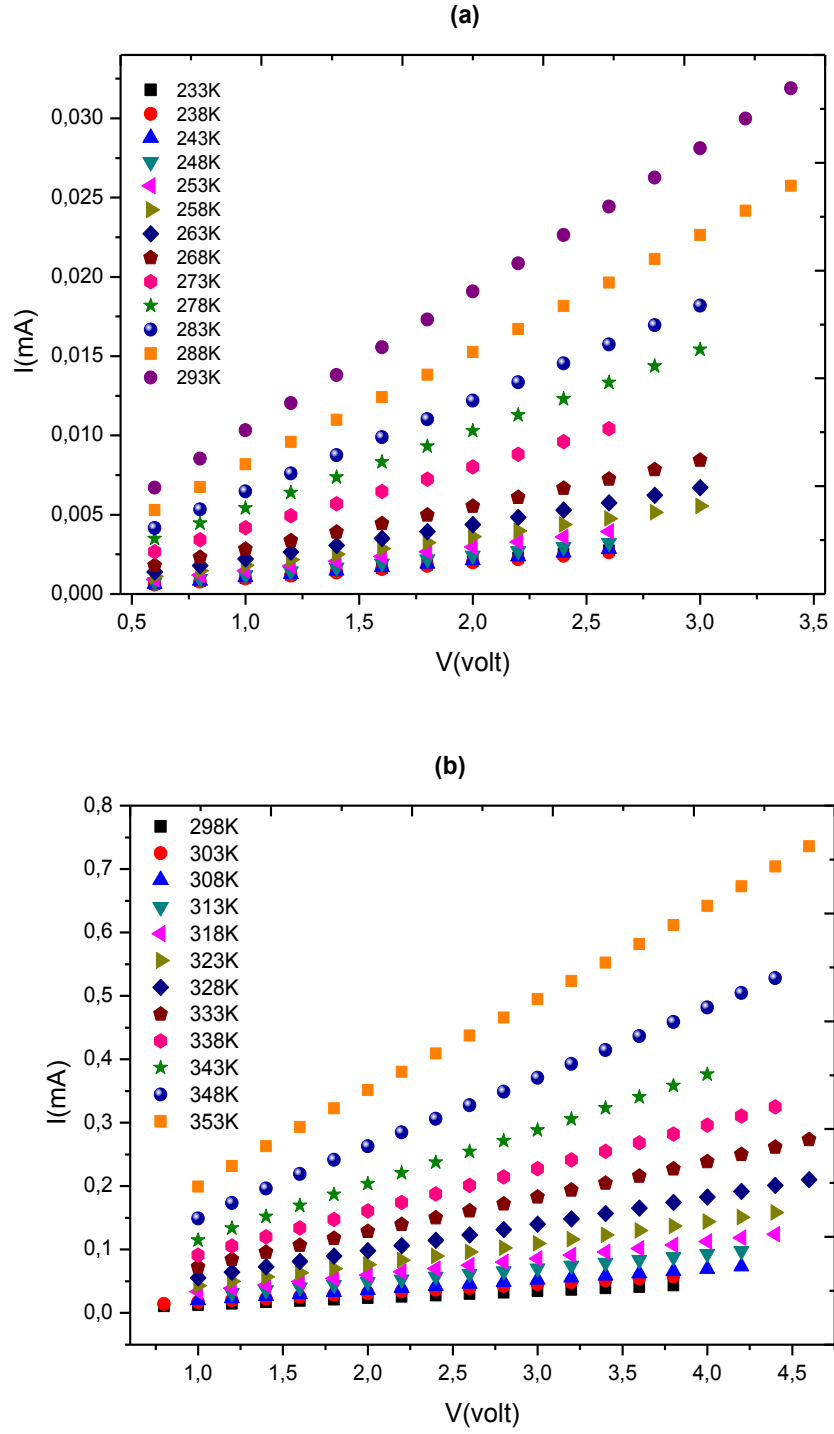 (a)
233K
238K
243K
248K
253K
258K
263K
268K
273K
278K
283K
288K
293K
0,030
0,025
0,020
0,015
0,010
0,005
0,000
I(mA)
0,5 1,0 1,5 2,0 2,5 3,0 3,5
V(volt)
(b)
298K
303K
308K
313K
318K
323K
328K
333K
338K
343K
348K
353K
0,8
0,7
0,6
0,5
0,4
0,3
0,2
0,1
0,0
I(mA)
1,0 1,5 2,0 2,5 3,0 3,5 4,0 4,5
V(volt)